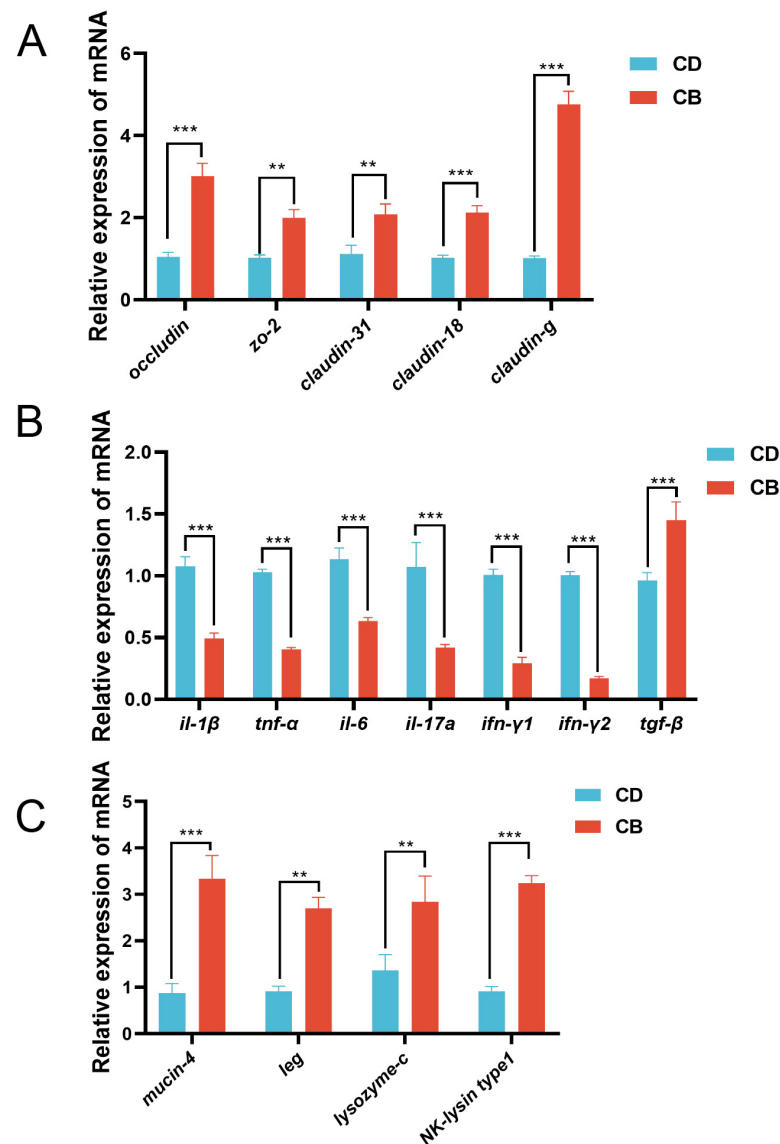 A
Relative expression of mRNA
6
4
2
0
CD
CB
*** ** ** *** ***
occludin
zo-2
claudin-31
claudin-18
claudin-g
B
Relative expression of mRNA
2.0
1.5
1.0
0.5
0.0
CD
CB
*** *** *** *** *** *** ***
il-1β tnf-α il-6 il-17a ifn-γ1 ifn-γ2 tgf-β
C
Relative expression of mRNA
5
4
3
2
1
0
CD
CB
*** ** ** ***
mucin-4
leg
lysozyme-c
NK-lysin type1